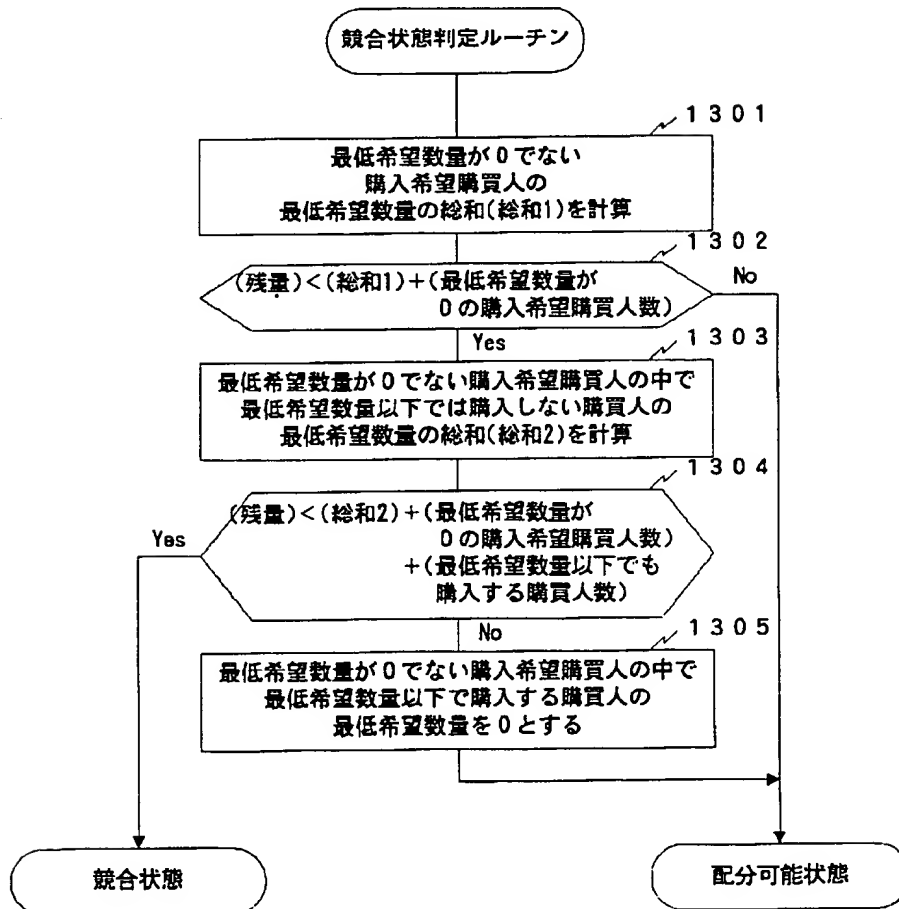 競合状態判定ルーチン
1301
最低希望数量が0でない
購入希望購買人の
最低希望数量の総和(総和1)を計算
1302
(残量)<(総和1)+(最低希望数量が
0の購入希望購買人数)
No
Yes
1303
最低希望数量が0でない購入希望購買人の中で
最低希望数量以下では購入しない購買人の
最低希望数量の総和(総和2)を計算
1304
(残量)<(総和2)+(最低希望数量が
0の購入希望購買人数)
+(最低希望数量以下でも
購入する購買人数)
Yes
No
1305
最低希望数量が0でない購入希望購買人の中で
最低希望数量以下で購入する購買人の
最低希望数量を0とする
競合状態
配分可能状態